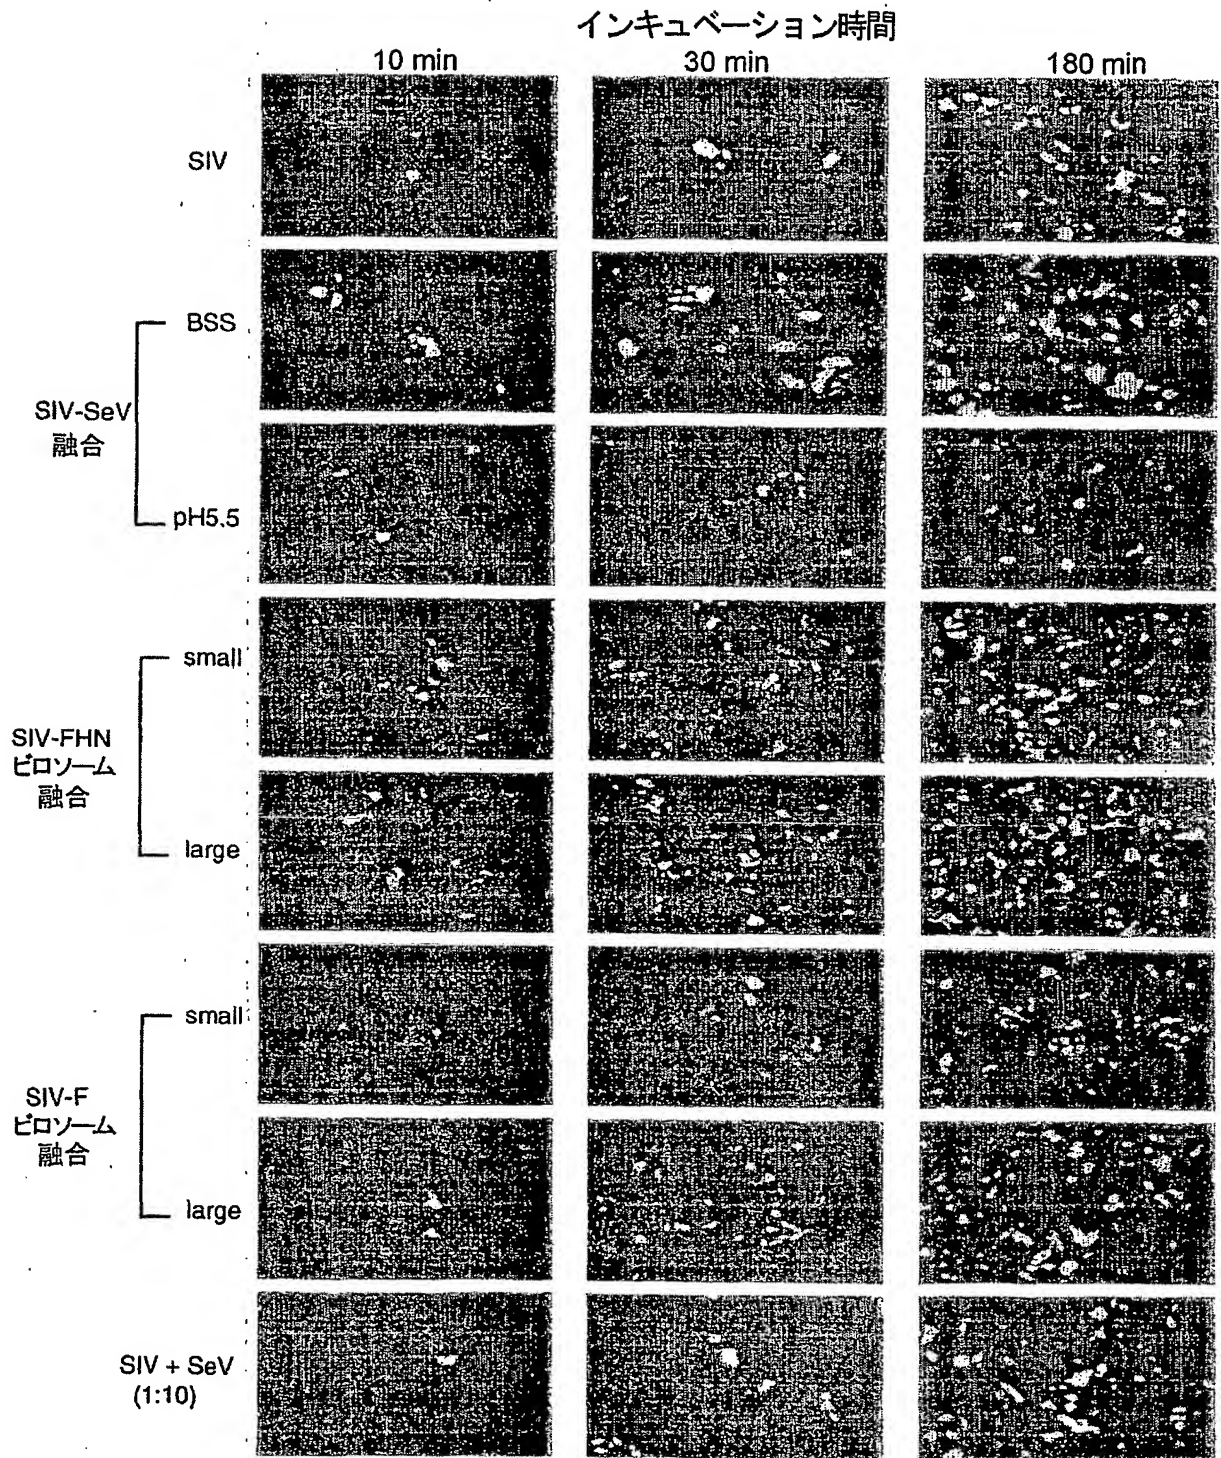 インキュベーション時間
10 min
30 min
180 min
SIV
BSS
SIV-SeV
融合
pH5.5
small
SIV-FHN
ビロソーム
融合
large
small
SIV-F
ビロソーム
融合
large
SIV + SeV
(1:10)